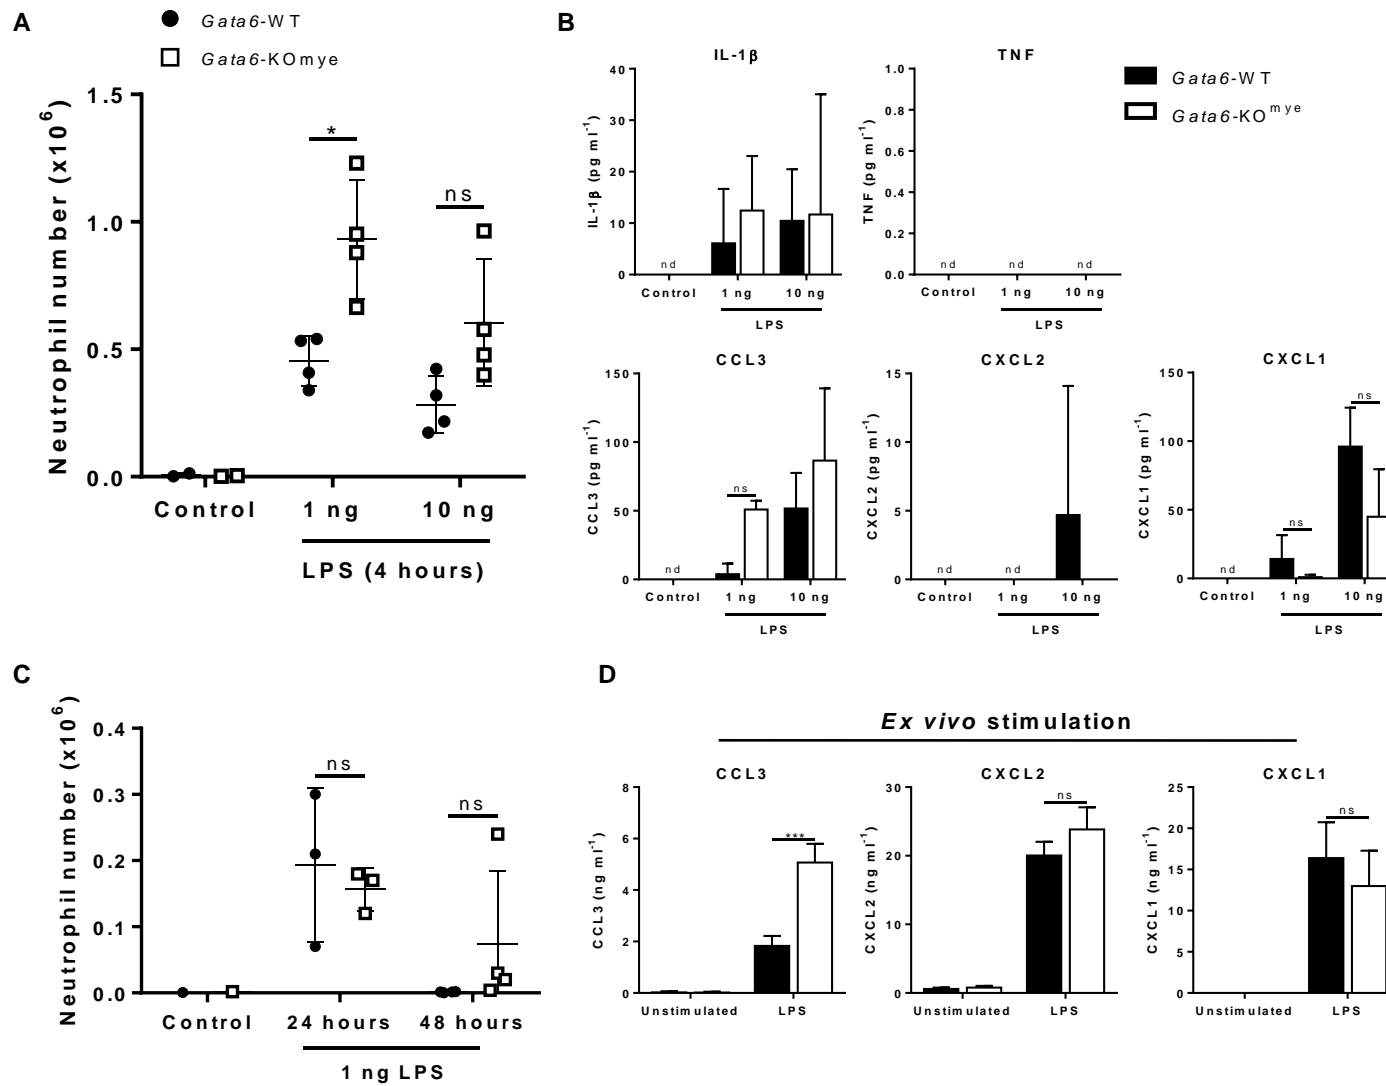 A
Gata6-WT
Gata6-KOmye
Neutrophil number (x10^6)
1.5
1.0
0.5
0.0
*
ns
Control
1 ng
10 ng
LPS (4 hours)
B
Gata6-WT
Gata6-KO^mye
IL-1β
IL-1β (pg ml^-1)
40
30
20
10
0
nd
Control
1 ng
10 ng
LPS
TNF
TNF (pg ml^-1)
1.0
0.8
0.6
0.4
0.2
0.0
nd
nd
nd
Control
1 ng
10 ng
LPS
CCL3
CCL3 (pg ml^-1)
150
100
50
0
nd
ns
Control
1 ng
10 ng
LPS
CXCL2
CXCL2 (pg ml^-1)
15
10
5
0
nd
nd
Control
1 ng
10 ng
LPS
CXCL1
CXCL1 (pg ml^-1)
150
100
50
0
nd
ns
ns
Control
1 ng
10 ng
LPS
C
Neutrophil number (x10^6)
0.4
0.3
0.2
0.1
0.0
ns
ns
Control
24 hours
48 hours
1 ng LPS
D
Ex vivo stimulation
CCL3
CCL3 (ng ml^-1)
8
6
4
2
0
***
Unstimulated
LPS
CXCL2
CXCL2 (ng ml^-1)
30
20
10
0
ns
Unstimulated
LPS
CXCL1
CXCL1 (ng ml^-1)
25
20
15
10
5
0
ns
Unstimulated
LPS